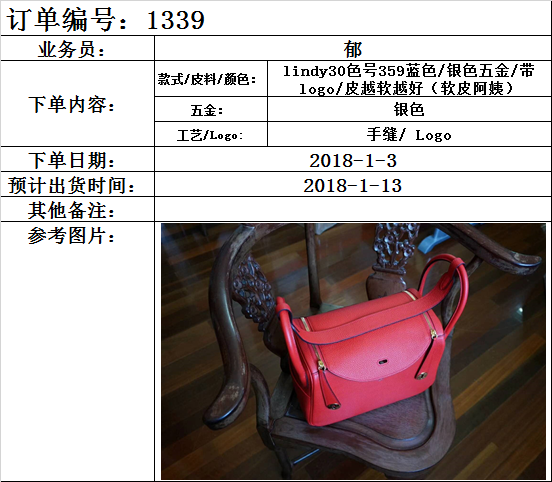 订单编号：1339
业务员： 郁
下单内容：
款式/皮料/颜色： lindy30色号359蓝色/银色五金/带
logo/皮越软越好（软皮阿姨）
五金： 银色
工艺/Logo: 手缝/ Logo
下单日期： 2018-1-3
预计出货时间： 2018-1-13
其他备注：
参考图片：